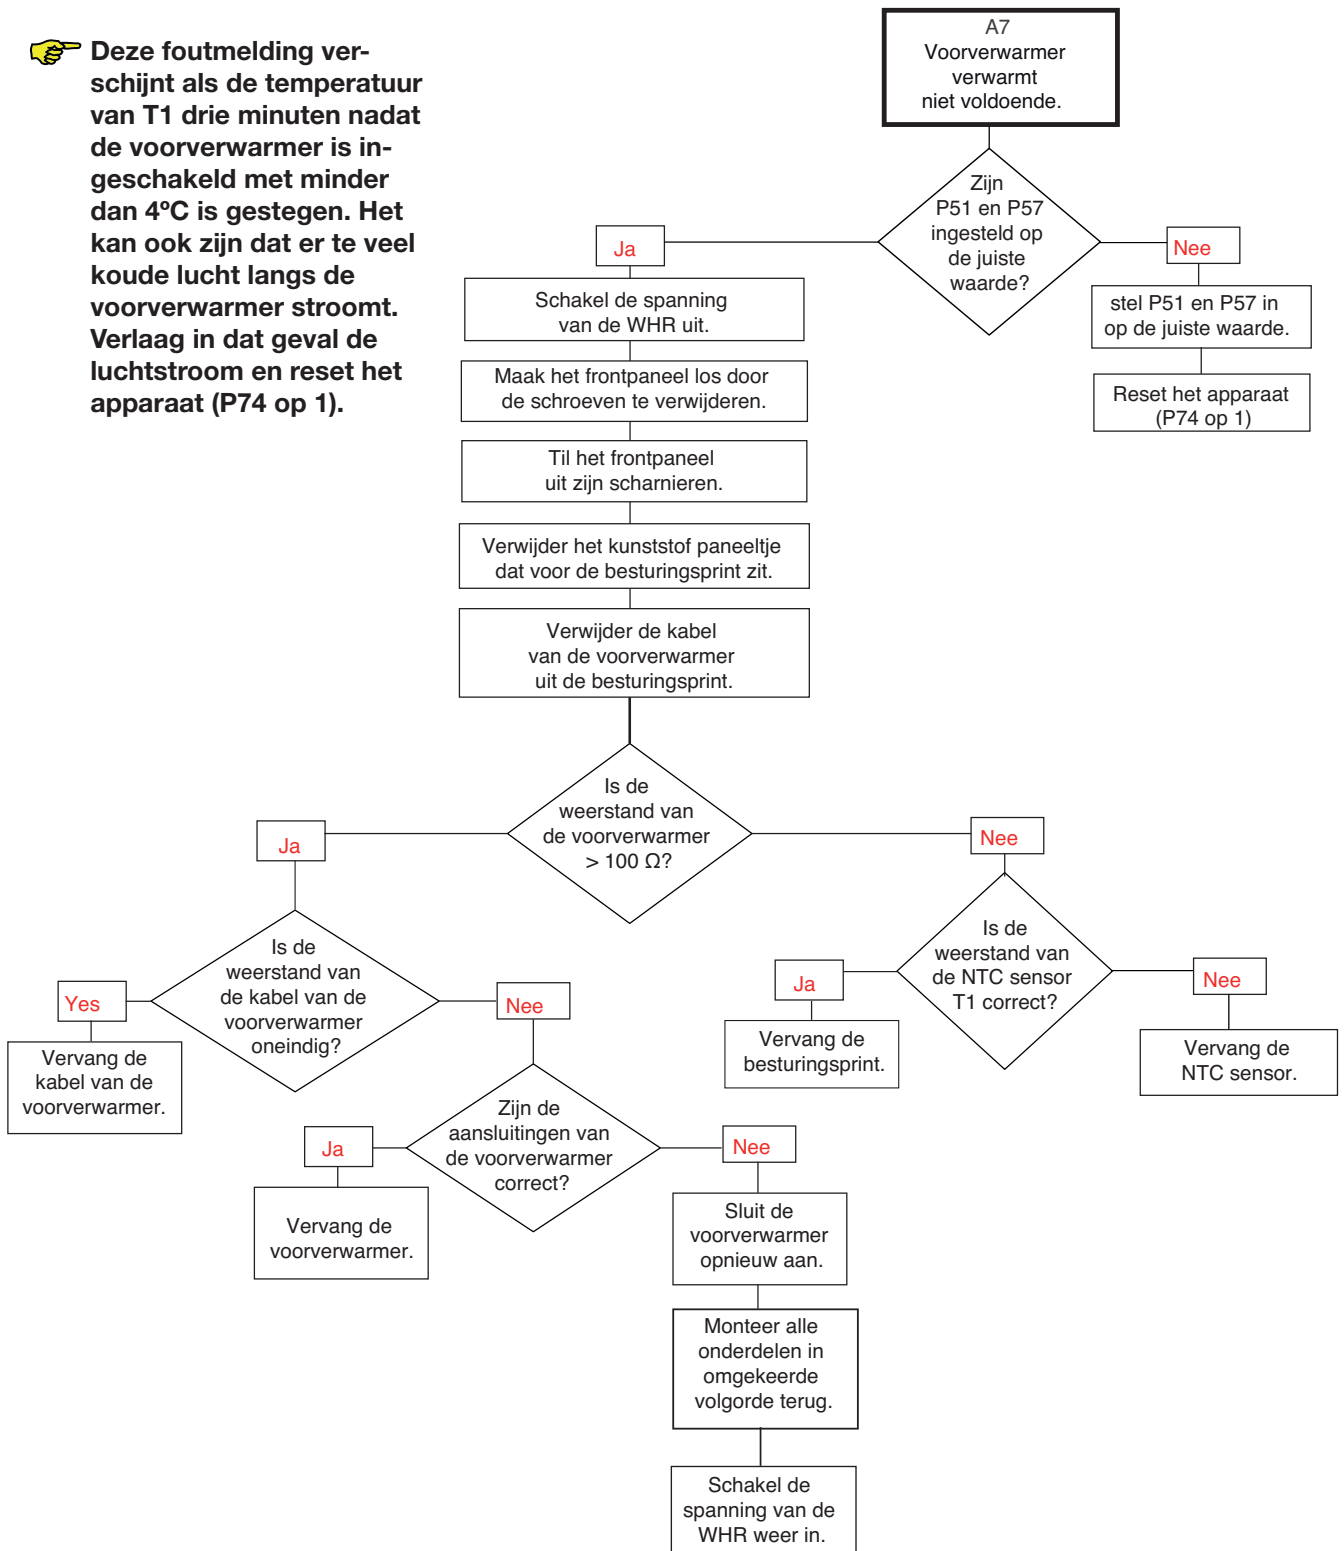 Deze foutmelding ver-
schijnt als de temperatuur
van T1 drie minuten nadat
de voorverwarmer is in-
geschakeld met minder
dan 4ºC is gestegen. Het
kan ook zijn dat er te veel
koude lucht langs de
voorverwarmer stroomt.
Verlaag in dat geval de
luchtstroom en reset het
apparaat (P74 op 1).
A7
Voorverwarmer
verwarmt
niet voldoende.
Zijn
P51 en P57
ingesteld op
de juiste
waarde?
Ja
Nee
Schakel de spanning
van de WHR uit.
stel P51 en P57 in
op de juiste waarde.
Maak het frontpaneel los door
de schroeven te verwijderen.
Reset het apparaat
(P74 op 1)
Til het frontpaneel
uit zijn scharnieren.
Verwijder het kunststof paneeltje
dat voor de besturingsprint zit.
Verwijder de kabel
van de voorverwarmer
uit de besturingsprint.
Is de
weerstand van
de voorverwarmer
> 100 Ω?
Ja
Nee
Is de
weerstand van
de kabel van de
voorverwarmer
oneindig?
Is de
weerstand van
de NTC sensor
T1 correct?
Yes
Nee
Ja
Nee
Vervang de
kabel van de
voorverwarmer.
Vervang de
besturingsprint.
Vervang de
NTC sensor.
Zijn de
aansluitingen van
de voorverwarmer
correct?
Ja
Nee
Vervang de
voorverwarmer.
Sluit de
voorverwarmer
opnieuw aan.
Monteer alle
onderdelen in
omgekeerde
volgorde terug.
Schakel de
spanning van de
WHR weer in.